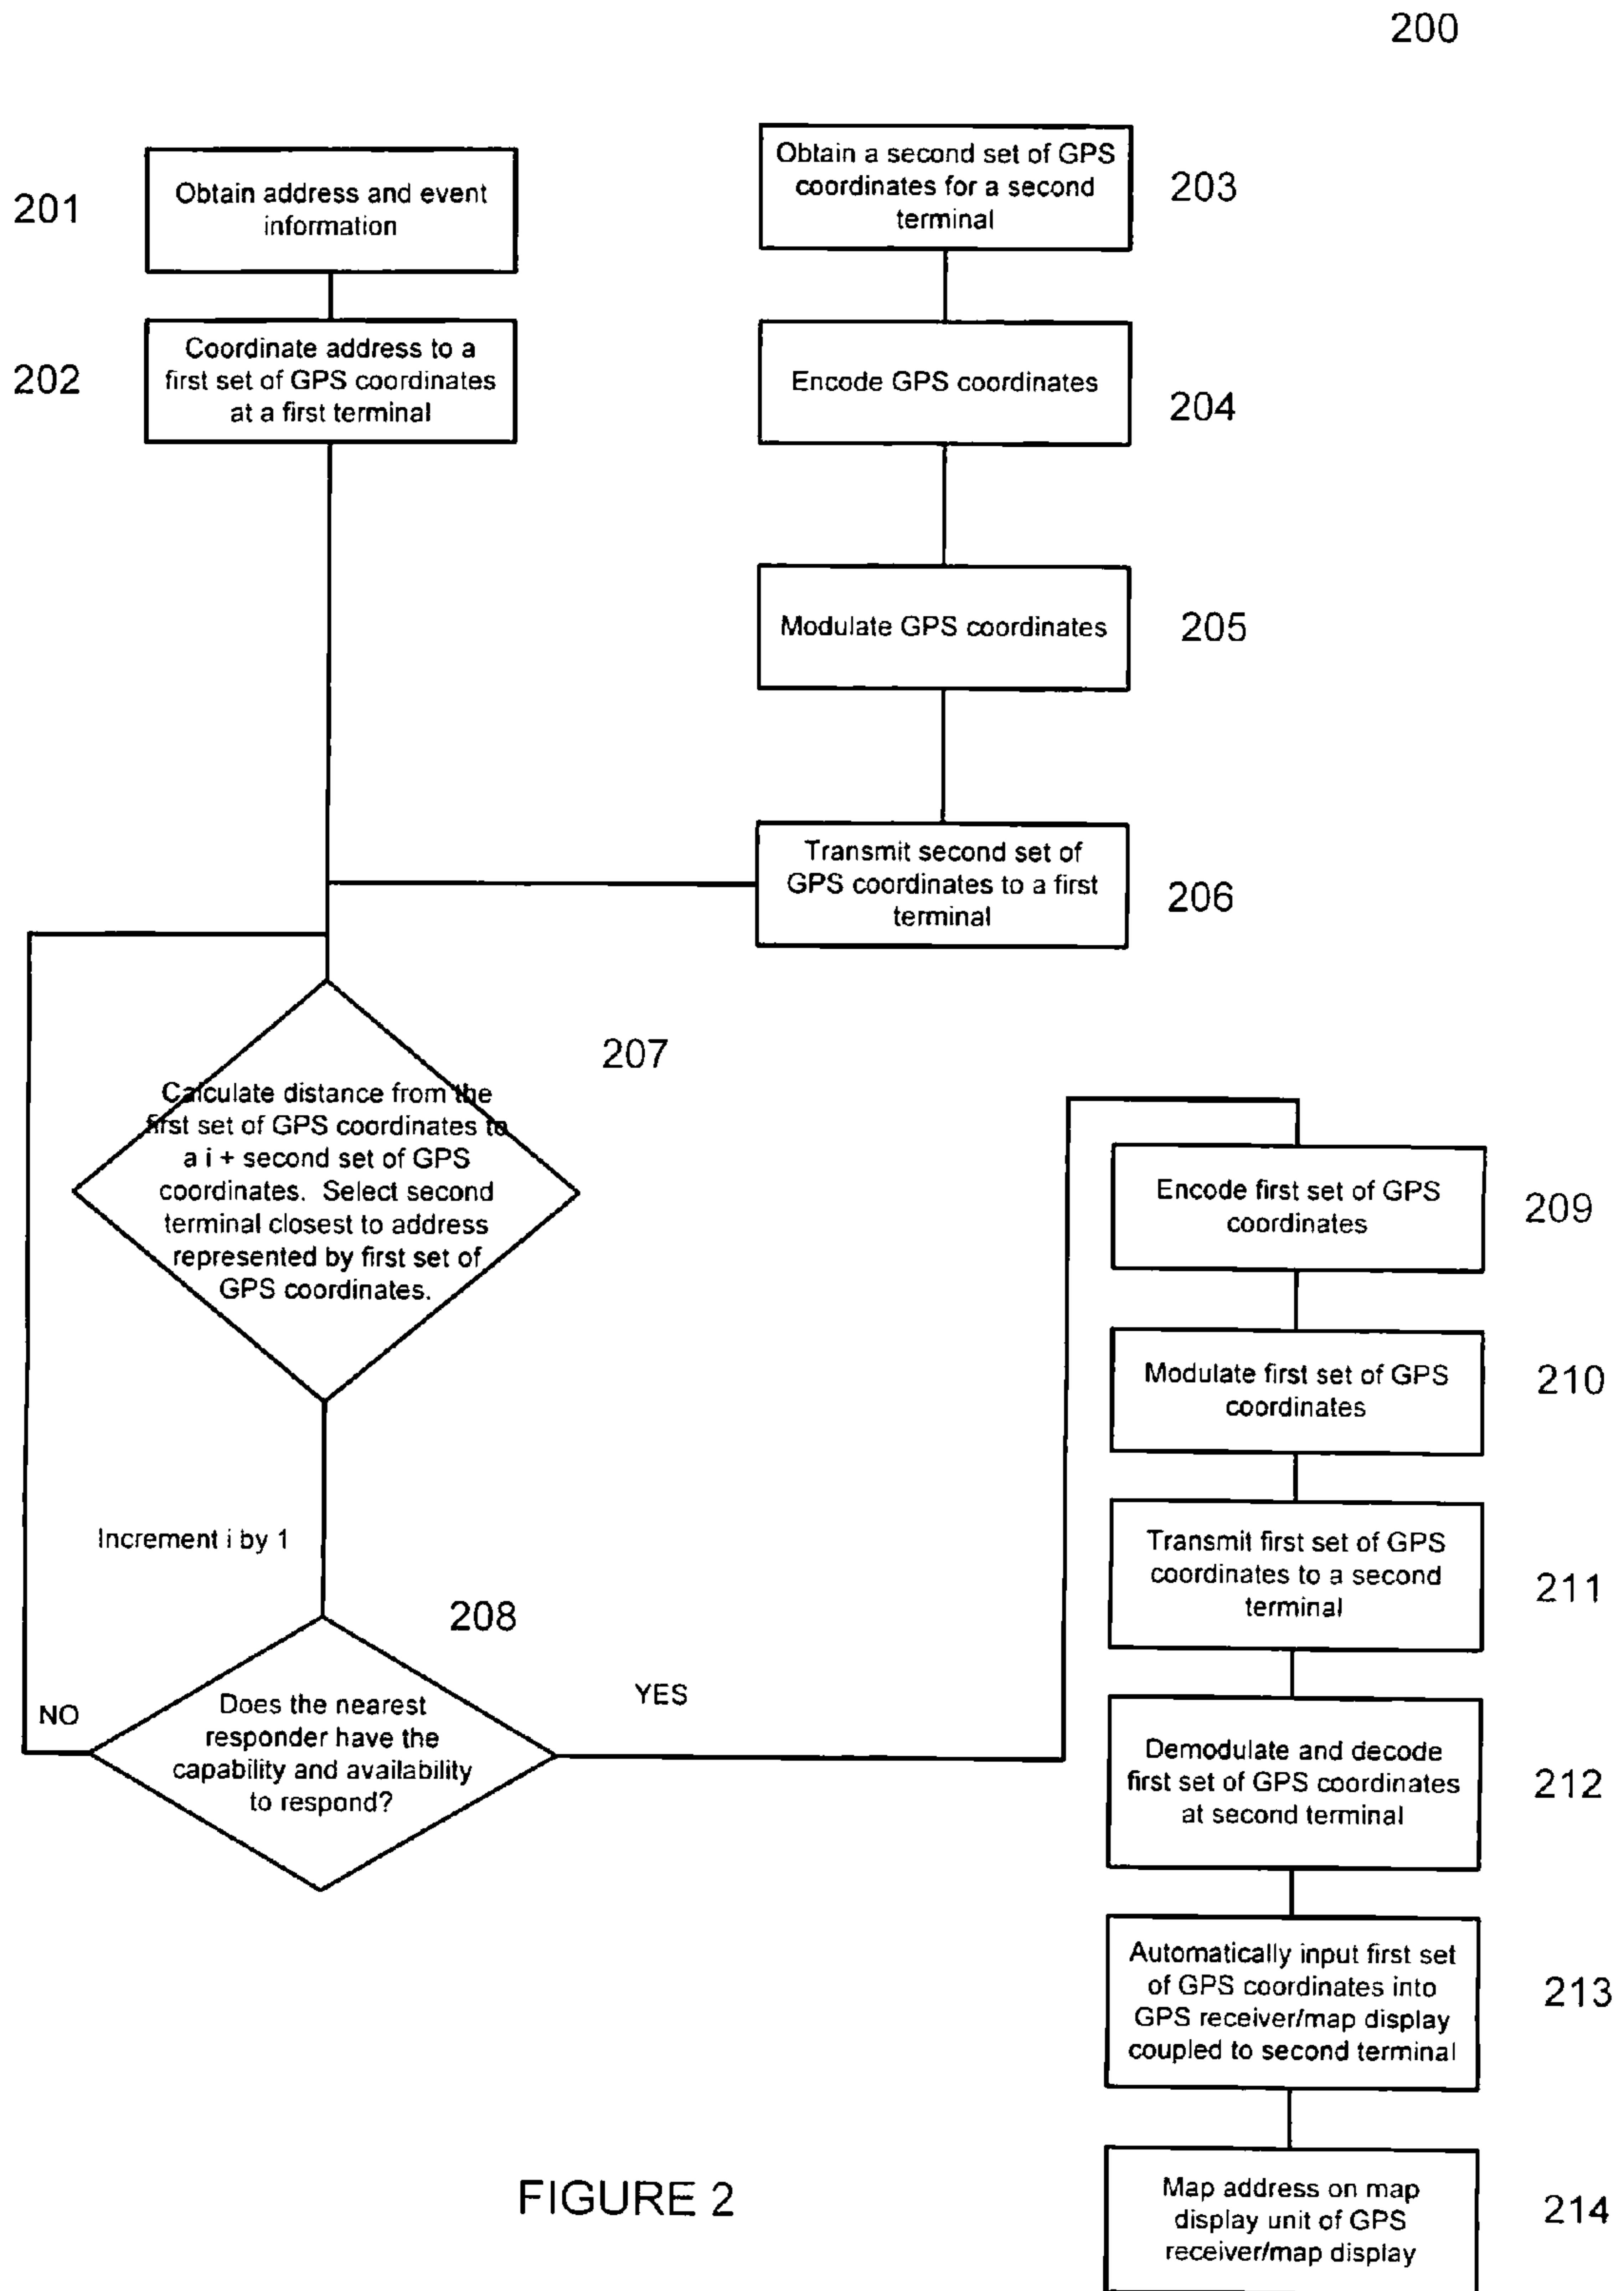 200
201
Obtain address and event
information
202
Coordinate address to a
first set of GPS coordinates
at a first terminal
Obtain a second set of GPS
coordinates for a second
terminal
203
Encode GPS coordinates
204
Modulate GPS coordinates
205
Transmit second set of
GPS coordinates to a first
terminal
206
207
Calculate distance from the
first set of GPS coordinates to
a i + second set of GPS
coordinates. Select second
terminal closest to address
represented by first set of
GPS coordinates.
Increment i by 1
208
NO
Does the nearest
responder have the
capability and availability
to respond?
YES
Encode first set of GPS
coordinates
209
Modulate first set of GPS
coordinates
210
Transmit first set of GPS
coordinates to a second
terminal
211
Demodulate and decode
first set of GPS coordinates
at second terminal
212
Automatically input first set
of GPS coordinates into
GPS receiver/map display
coupled to second terminal
213
Map address on map
display unit of GPS
receiver/map display
214
FIGURE 2